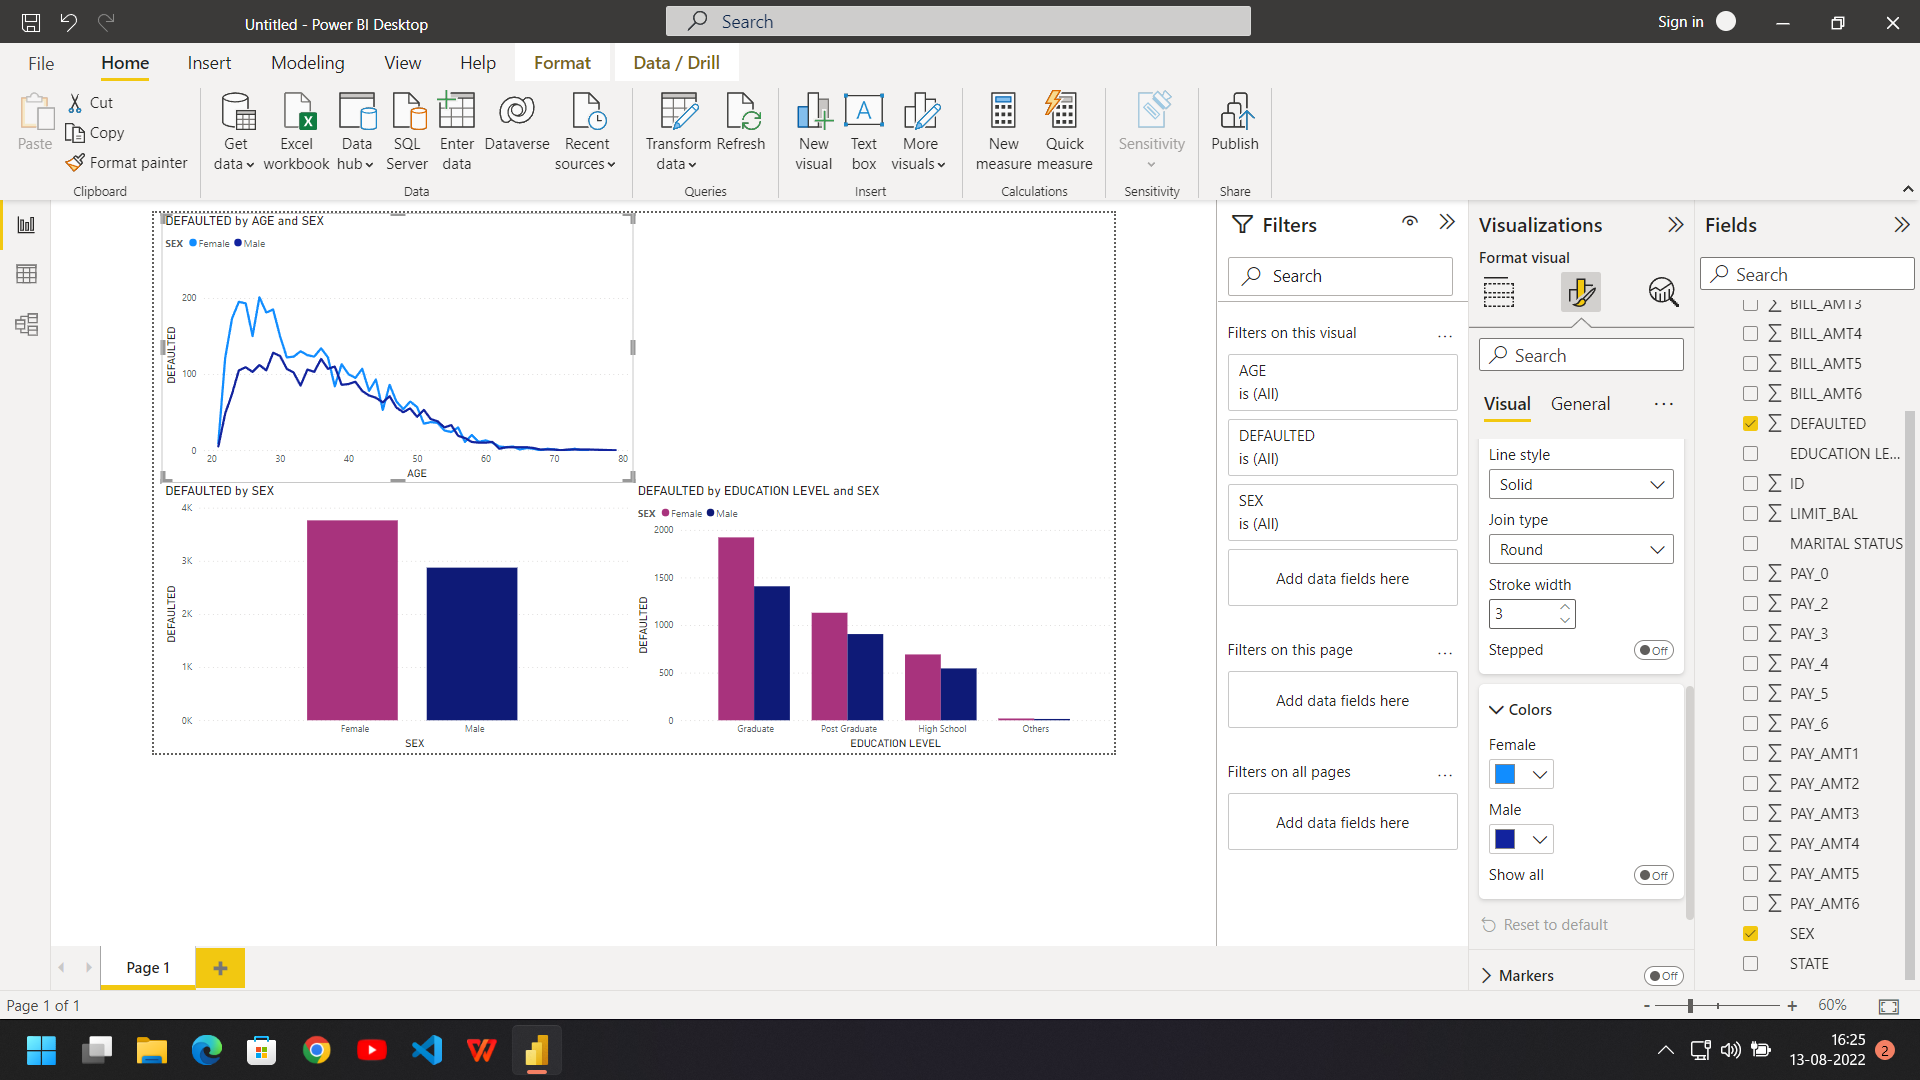 Untitled - Power BI Desktop
Search
Sign in
File
Home
Insert
Modeling
View
Help
Format
Data / Drill
Paste
Cut
Copy
Format painter
Clipboard
Get data
Excel workbook
Data hub
SQL Server
Enter data
Dataverse
Recent sources
Data
Transform data
Refresh
Queries
New visual
Text box
More visuals
Insert
New measure
Quick measure
Calculations
Sensitivity
Sensitivity
Publish
Share
DEFAULTED by AGE and SEX
SEX Female Male
200
100
0
DEFAULTED
20 30 40 50 60 70 80
AGE
DEFAULTED by SEX
4K
3K
2K
1K
0K
DEFAULTED
Female Male
SEX
DEFAULTED by EDUCATION LEVEL and SEX
SEX Female Male
2000
1500
1000
500
0
DEFAULTED
Graduate Post Graduate High School Others
EDUCATION LEVEL
Filters
Search
Filters on this visual ...
AGE
is (All)
DEFAULTED
is (All)
SEX
is (All)
Add data fields here
Filters on this page ...
Add data fields here
Filters on all pages ...
Add data fields here
Visualizations
Format visual
Search
Visual General ...
Line style
Solid
Join type
Round
Stroke width
3
Stepped Off
Colors
Female
Male
Show all Off
Reset to default
Markers Off
Fields
Search
BILL_AMT3
BILL_AMT4
BILL_AMT5
BILL_AMT6
DEFAULTED
EDUCATION LE...
ID
LIMIT_BAL
MARITAL STATUS
PAY_0
PAY_2
PAY_3
PAY_4
PAY_5
PAY_6
PAY_AMT1
PAY_AMT2
PAY_AMT3
PAY_AMT4
PAY_AMT5
PAY_AMT6
SEX
STATE
Page 1
Page 1 of 1
- + 60%
16:25
13-08-2022
2